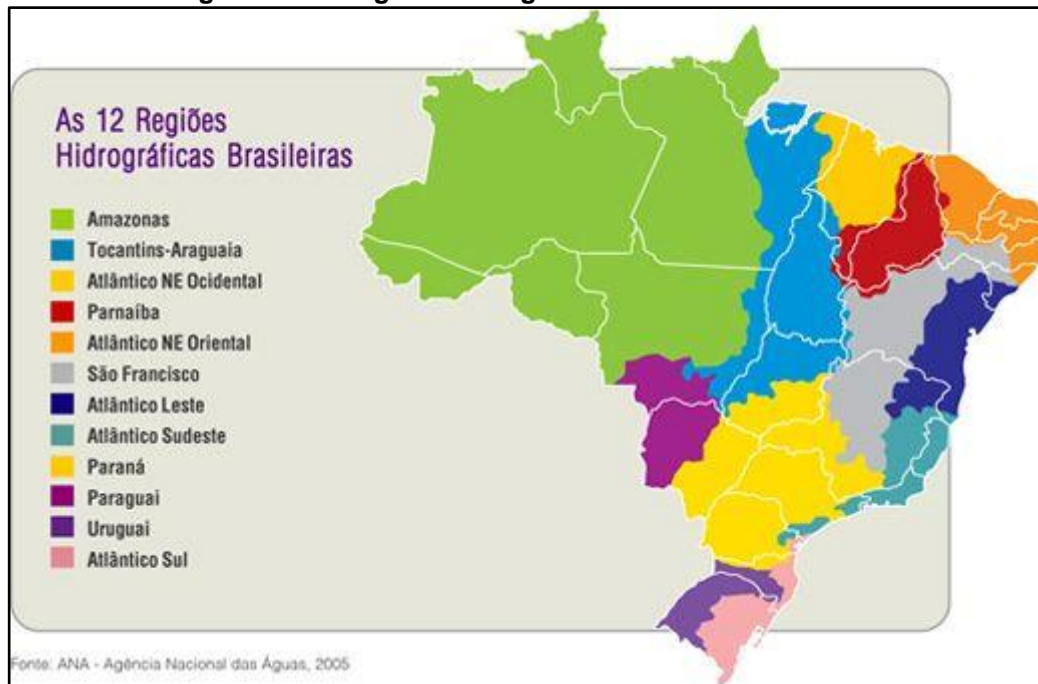 As 12 Regiões
Hidrográficas Brasileiras
Amazonas
Tocantins-Araguaia
Atlântico NE Ocidental
Parnaíba
Atlântico NE Oriental
São Francisco
Atlântico Leste
Atlântico Sudeste
Paraná
Paraguai
Uruguai
Atlântico Sul
Fonte: ANA - Agência Nacional das Águas, 2005